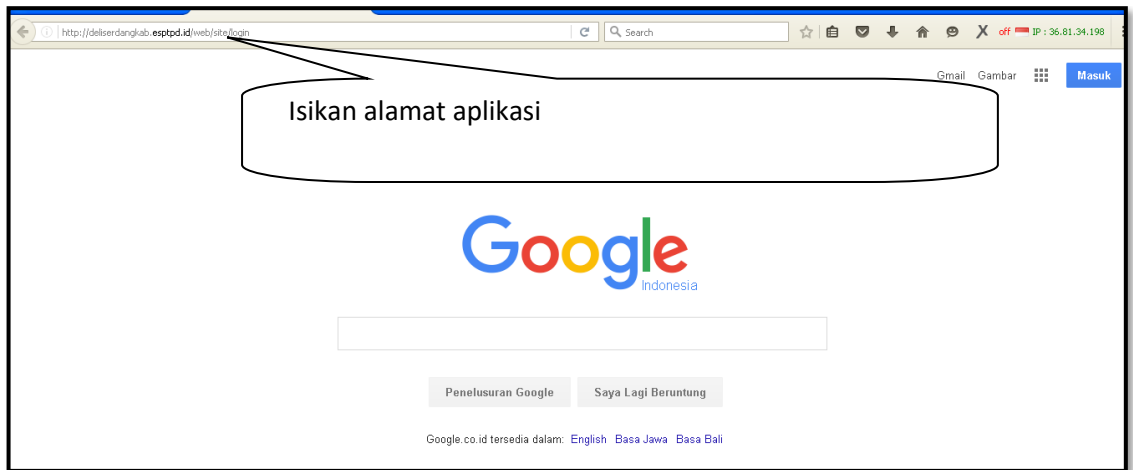 http://deliserdangkab.esptpd.id/web/site/login
Search
X off IP : 36.81.34.198
Gmail Gambar Masuk
Isikan alamat aplikasi
Google
Indonesia
Penelusuran Google Saya Lagi Beruntung
Google.co.id tersedia dalam: English Basa Jawa Basa Bali